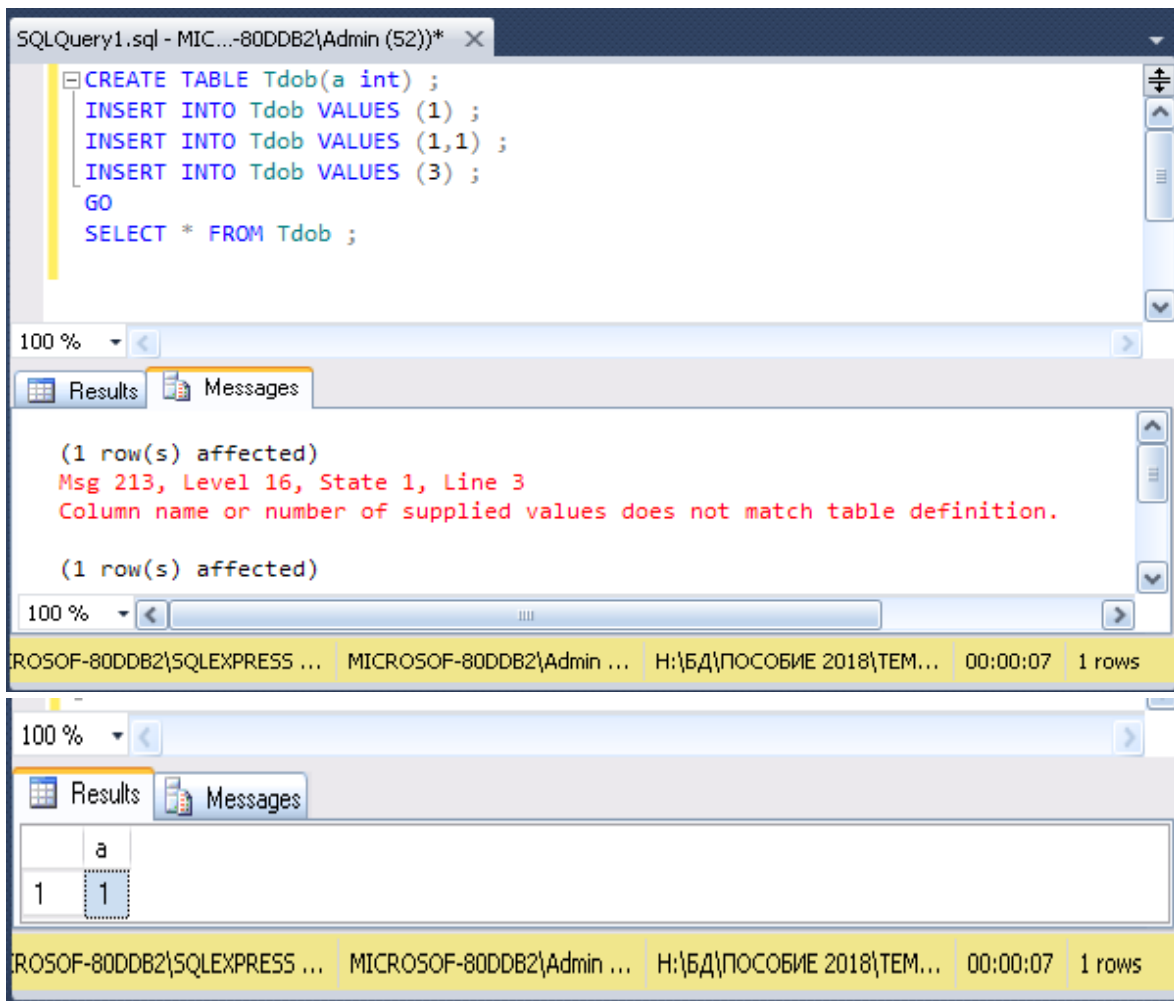 SQLQuery1.sql - MIC...-80DDB2\Admin (52))*
CREATE TABLE Tdob(a int) ;
INSERT INTO Tdob VALUES (1) ;
INSERT INTO Tdob VALUES (1,1) ;
INSERT INTO Tdob VALUES (3) ;
GO
SELECT * FROM Tdob ;
100 %
Results Messages
(1 row(s) affected)
Msg 213, Level 16, State 1, Line 3
Column name or number of supplied values does not match table definition.
(1 row(s) affected)
100 %
ROSOF-80DDB2\SQLEXPRESS ... MICROSOF-80DDB2\Admin ... H:\БД\ПОСОБИЕ 2018\ТЕМ... 00:00:07 1 rows
100 %
Results Messages
a
1 1
ROSOF-80DDB2\SQLEXPRESS ... MICROSOF-80DDB2\Admin ... H:\БД\ПОСОБИЕ 2018\ТЕМ... 00:00:07 1 rows